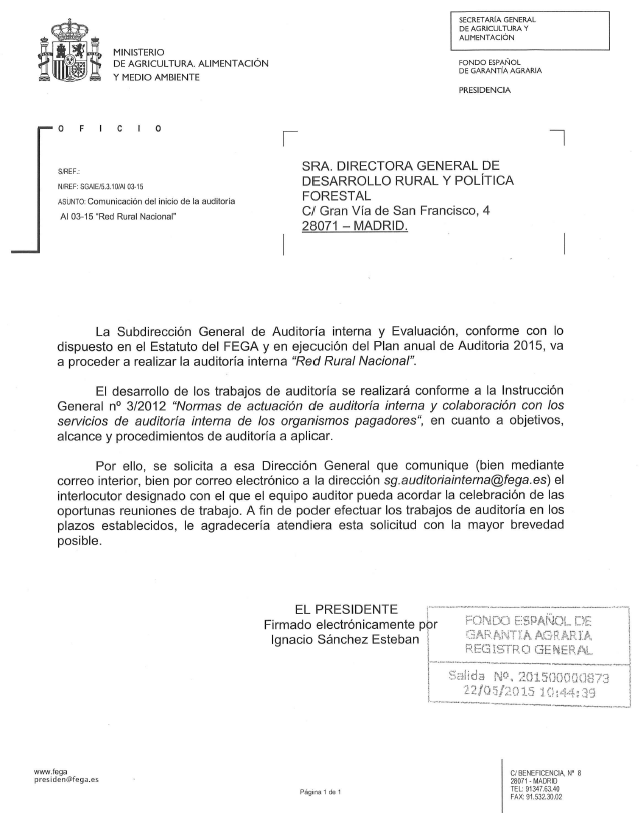 MINISTERIO
DE AGRICULTURA, ALIMENTACIÓN
Y MEDIO AMBIENTE
SECRETARÍA GENERAL
DE AGRICULTURA Y
ALIMENTACIÓN
FONDO ESPAÑOL
DE GARANTÍA AGRARIA
PRESIDENCIA
O F I C I O
S/REF.:
N/REF: SGAIE/5.3.10/AI 03-15
ASUNTO: Comunicación del inicio de la auditoría
AI 03-15 "Red Rural Nacional"
SRA. DIRECTORA GENERAL DE
DESARROLLO RURAL Y POLÍTICA
FORESTAL
C/ Gran Vía de San Francisco, 4
28071 – MADRID.
La Subdirección General de Auditoría interna y Evaluación, conforme con lo
dispuesto en el Estatuto del FEGA y en ejecución del Plan anual de Auditoria 2015, va
a proceder a realizar la auditoría interna "Red Rural Nacional".
El desarrollo de los trabajos de auditoría se realizará conforme a la Instrucción
General nº 3/2012 "Normas de actuación de auditoría interna y colaboración con los
servicios de auditoría interna de los organismos pagadores", en cuanto a objetivos,
alcance y procedimientos de auditoría a aplicar.
Por ello, se solicita a esa Dirección General que comunique (bien mediante
correo interior, bien por correo electrónico a la dirección sg.auditoriainterna@fega.es) el
interlocutor designado con el que el equipo auditor pueda acordar la celebración de las
oportunas reuniones de trabajo. A fin de poder efectuar los trabajos de auditoría en los
plazos establecidos, le agradecería atendiera esta solicitud con la mayor brevedad
posible.
EL PRESIDENTE
Firmado electrónicamente por
Ignacio Sánchez Esteban
FONDO ESPAÑOL DE
GARANTIA AGRARIA
REGISTRO GENERAL
Salida Nº. 201500000873
22/05/2015 10:44:39
www.fega
presiden@fega.es
Página 1 de 1
C/ BENEFICENCIA, Nº 8
28071 - MADRID
TEL: 91347.63.40
FAX: 91.532.30.02